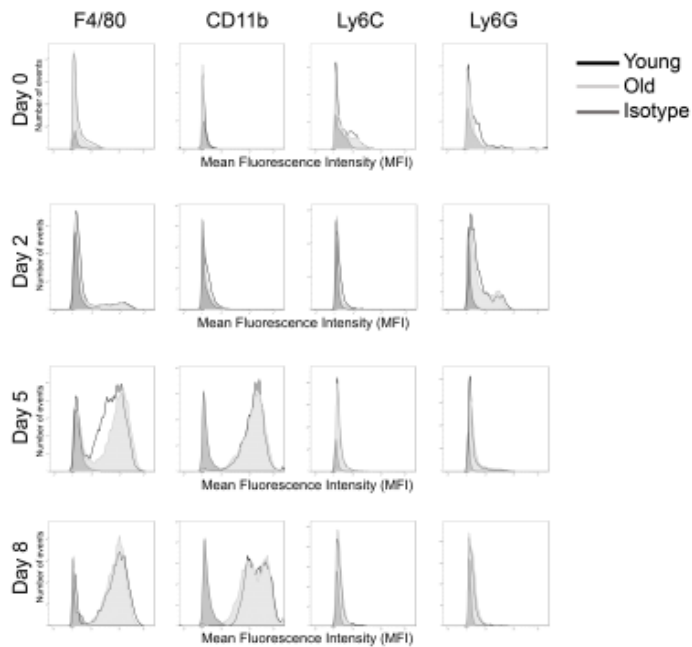 F4/80 CD11b Ly6C Ly6G
Young
Old
Isotype
Day 0
Number of events
Mean Fluorescence Intensity (MFI)
Day 2
Number of events
Mean Fluorescence Intensity (MFI)
Day 5
Number of events
Mean Fluorescence Intensity (MFI)
Day 8
Number of events
Mean Fluorescence Intensity (MFI)